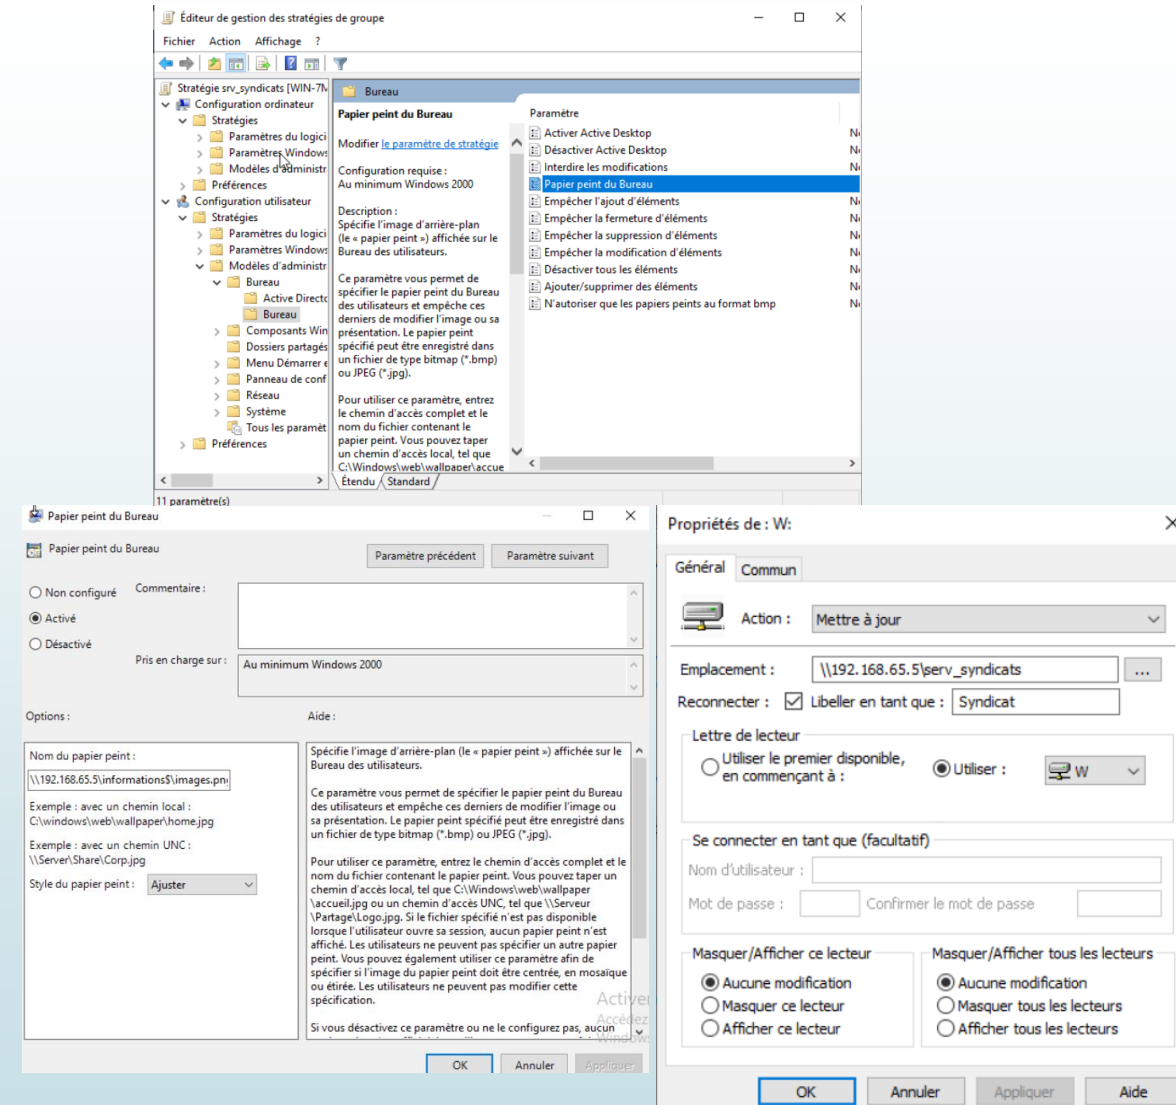 Éditeur de gestion des stratégies de groupe
Fichier Action Affichage ?
Stratégie srv_syndicats [WIN-7M
Configuration ordinateur
Stratégies
Paramètres du logici
Paramètres Windows
Modèles d'administr
Préférences
Configuration utilisateur
Stratégies
Paramètres du logici
Paramètres Windows
Modèles d'administr
Bureau
Active Directo
Bureau
Composants Win
Dossiers partagés
Menu Démarrer e
Panneau de conf
Réseau
Système
Tous les paramèt
Préférences
Bureau
Papier peint du Bureau
Modifier le paramètre de stratégie
Configuration requise :
Au minimum Windows 2000
Description :
Spécifie l'image d'arrière-plan
(le « papier peint ») affichée sur le
Bureau des utilisateurs.
Ce paramètre vous permet de
spécifier le papier peint du Bureau
des utilisateurs et empêche ces
derniers de modifier l'image ou sa
présentation. Le papier peint
spécifié peut être enregistré dans
un fichier de type bitmap (*.bmp)
ou JPEG (*.jpg).
Pour utiliser ce paramètre, entrez
le chemin d'accès complet et le
nom du fichier contenant le
papier peint. Vous pouvez taper
un chemin d'accès local, tel que
C:\Windows\web\wallpaper\accue
Paramètre
Activer Active Desktop
Désactiver Active Desktop
Interdire les modifications
Papier peint du Bureau
Empêcher l'ajout d'éléments
Empêcher la fermeture d'éléments
Empêcher la suppression d'éléments
Empêcher la modification d'éléments
Désactiver tous les éléments
Ajouter/supprimer des éléments
N'autoriser que les papiers peints au format bmp
Étendu Standard
11 paramètre(s)
Papier peint du Bureau
Papier peint du Bureau
Paramètre précédent Paramètre suivant
Non configuré
Activé
Désactivé
Commentaire :
Pris en charge sur : Au minimum Windows 2000
Options :
Aide :
Nom du papier peint :
\\192.168.65.5\informations$\images.pn
Exemple : avec un chemin local :
C:\windows\web\wallpaper\home.jpg
Exemple : avec un chemin UNC :
\\Server\Share\Corp.jpg
Style du papier peint : Ajuster
Spécifie l'image d'arrière-plan (le « papier peint ») affichée sur le
Bureau des utilisateurs.
Ce paramètre vous permet de spécifier le papier peint du Bureau
des utilisateurs et empêche ces derniers de modifier l'image ou
sa présentation. Le papier peint spécifié peut être enregistré dans
un fichier de type bitmap (*.bmp) ou JPEG (*.jpg).
Pour utiliser ce paramètre, entrez le chemin d'accès complet et le
nom du fichier contenant le papier peint. Vous pouvez taper un
chemin d'accès local, tel que C:\Windows\web\wallpaper
\accueil.jpg ou un chemin d'accès UNC, tel que \\Serveur
\Partage\Logo.jpg. Si le fichier spécifié n'est pas disponible
lorsque l'utilisateur ouvre sa session, aucun papier peint n'est
affiché. Les utilisateurs ne peuvent pas spécifier un autre papier
peint. Vous pouvez également utiliser ce paramètre afin de
spécifier si l'image du papier peint doit être centrée, en mosaïque
ou étirée. Les utilisateurs ne peuvent pas modifier cette
spécification.
Si vous désactivez ce paramètre ou ne le configurez pas, aucun
Active
Accédez
Window
OK Annuler Appliquer
Propriétés de : W:
Général Commun
Action : Mettre à jour
Emplacement : \\192.168.65.5\serv_syndicats ...
Reconnecter : Libeller en tant que : Syndicat
Lettre de lecteur
Utiliser le premier disponible,
en commençant à :
Utiliser : W
Se connecter en tant que (facultatif)
Nom d'utilisateur :
Mot de passe : Confirmer le mot de passe
Masquer/Afficher ce lecteur
Aucune modification
Masquer ce lecteur
Afficher ce lecteur
Masquer/Afficher tous les lecteurs
Aucune modification
Masquer tous les lecteurs
Afficher tous les lecteurs
OK Annuler Appliquer Aide